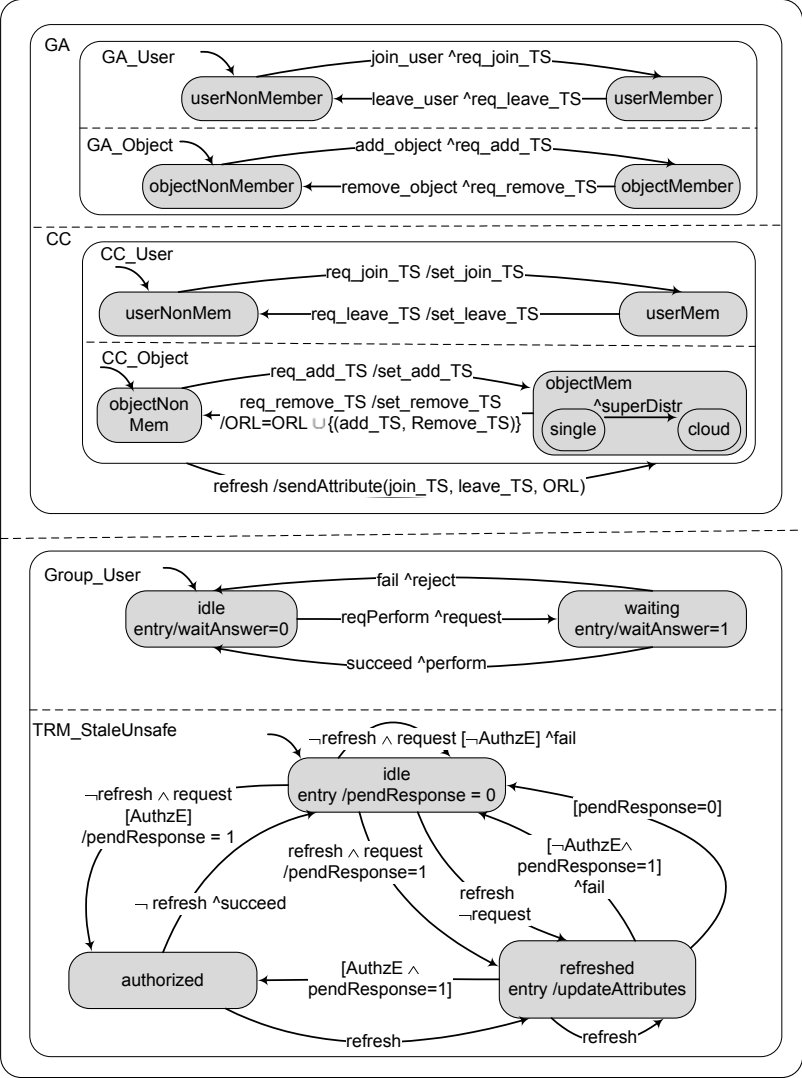 GA
GA_User
join_user ^req_join_TS
userNonMember
leave_user ^req_leave_TS
userMember
GA_Object
add_object ^req_add_TS
objectNonMember
remove_object ^req_remove_TS
objectMember
CC
CC_User
req_join_TS /set_join_TS
userNonMem
req_leave_TS /set_leave_TS
userMem
CC_Object
req_add_TS /set_add_TS
objectNon
Mem
req_remove_TS /set_remove_TS
/ORL=ORL ∪{(add_TS, Remove_TS)}
objectMem
^superDistr
single
cloud
refresh /sendAttribute(join_TS, leave_TS, ORL)
Group_User
fail ^reject
idle
entry/waitAnswer=0
reqPerform ^request
waiting
entry/waitAnswer=1
succeed ^perform
TRM_StaleUnsafe
¬refresh ∧ request [¬AuthzE] ^fail
idle
entry /pendResponse = 0
¬refresh ∧ request
[AuthzE]
/pendResponse = 1
[pendResponse=0]
refresh ∧ request
/pendResponse=1
[¬AuthzE∧
pendResponse=1]
^fail
refresh
¬request
¬ refresh ^succeed
authorized
[AuthzE ∧
pendResponse=1]
refreshed
entry /updateAttributes
refresh
refresh